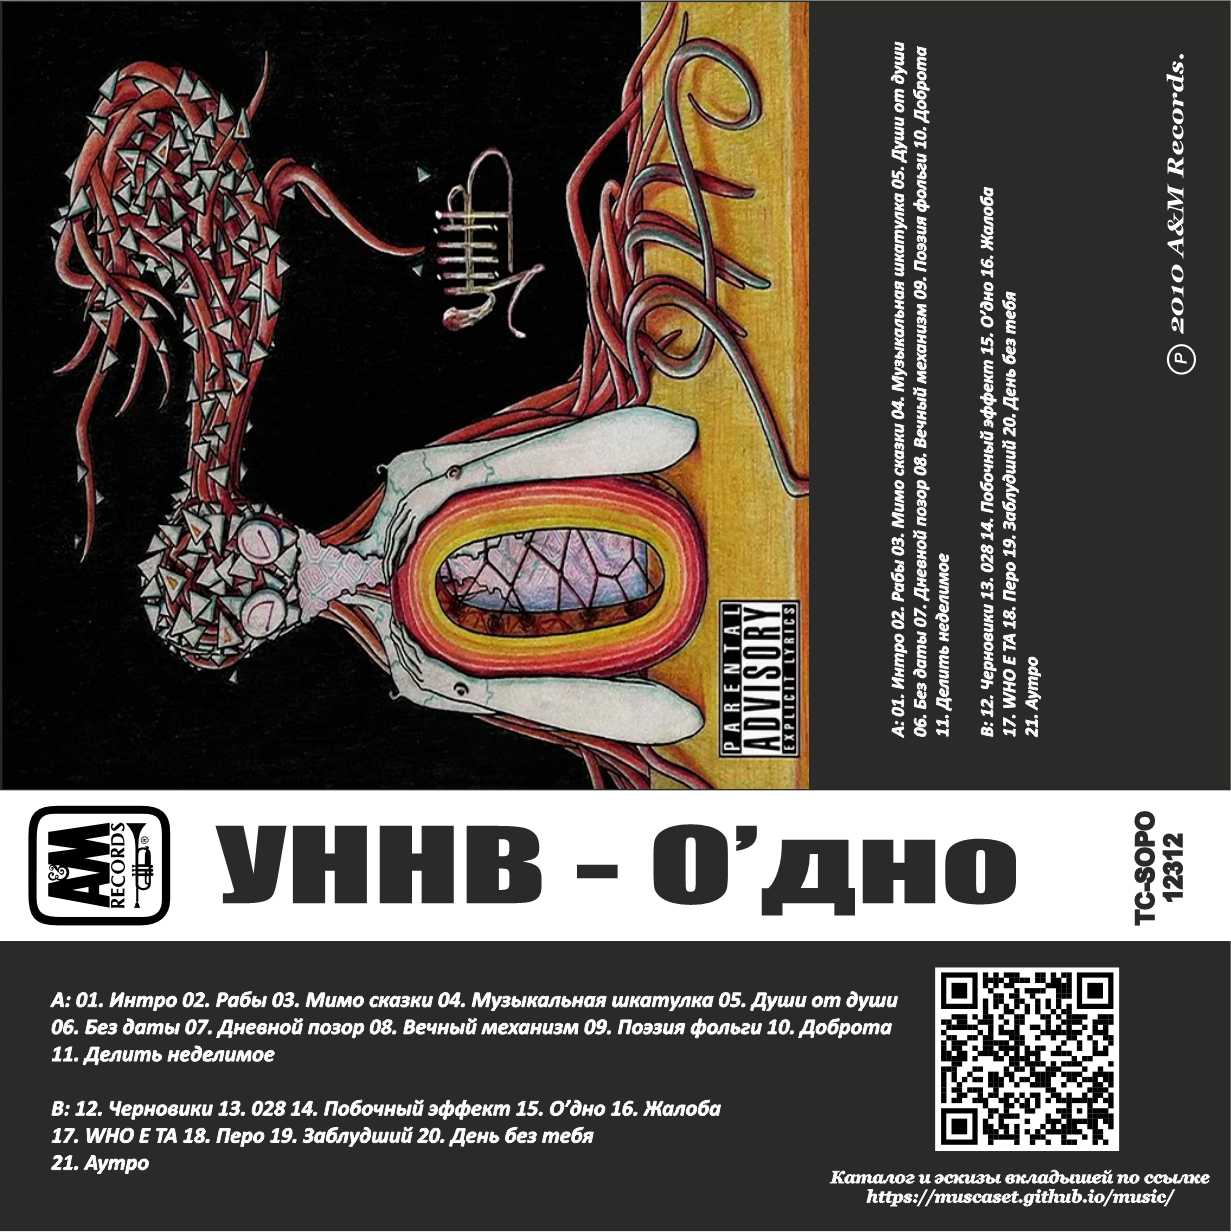 PARENTAL
ADVISORY
EXPLICIT LYRICS
A: 01. Интро 02. Рабы 03. Мимо сказки 04. Музыкальная шкатулка 05. Души от души
06. Без даты 07. Дневной позор 08. Вечный механизм 09. Поэзия фольги 10. Доброта
11. Делить неделимое
B: 12. Черновики 13. 028 14. Побочный эффект 15. О’дно 16. Жалоба
17. WHO E TA 18. Перо 19. Заблудший 20. День без тебя
21. Аутро
Ⓟ 2010 A&M Records.
A&M
RECORDS
®
УННВ - О’дно
TC-SOPO
12312
A: 01. Интро 02. Рабы 03. Мимо сказки 04. Музыкальная шкатулка 05. Души от души
06. Без даты 07. Дневной позор 08. Вечный механизм 09. Поэзия фольги 10. Доброта
11. Делить неделимое
B: 12. Черновики 13. 028 14. Побочный эффект 15. О’дно 16. Жалоба
17. WHO E TA 18. Перо 19. Заблудший 20. День без тебя
21. Аутро
Каталог и эскизы вкладышей по ссылке
https://muscaset.github.io/music/